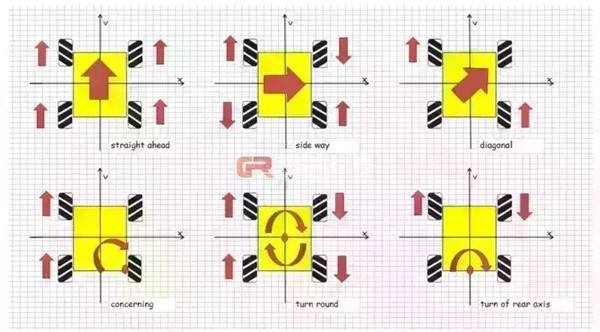 v
v
v
x
x
x
straight ahead
side way
diagonal
GR
v
v
v
x
x
x
concerning
turn round
turn of rear axis